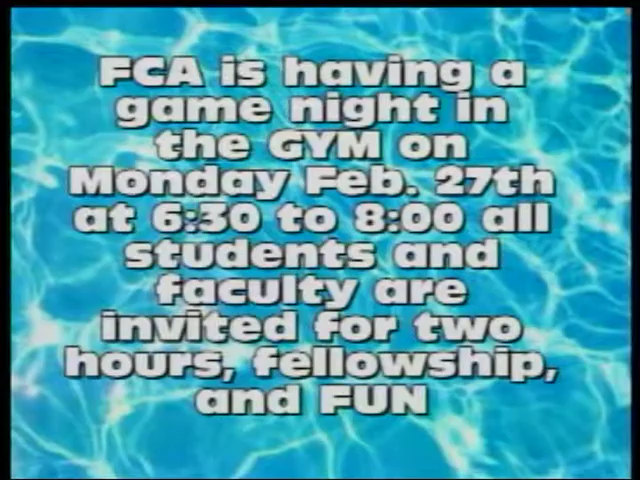 FCA is having a
game night in
the GYM on
Monday Feb. 27th
at 6:30 to 8:00 all
students and
faculty are
invited for two
hours, fellowship,
and FUN